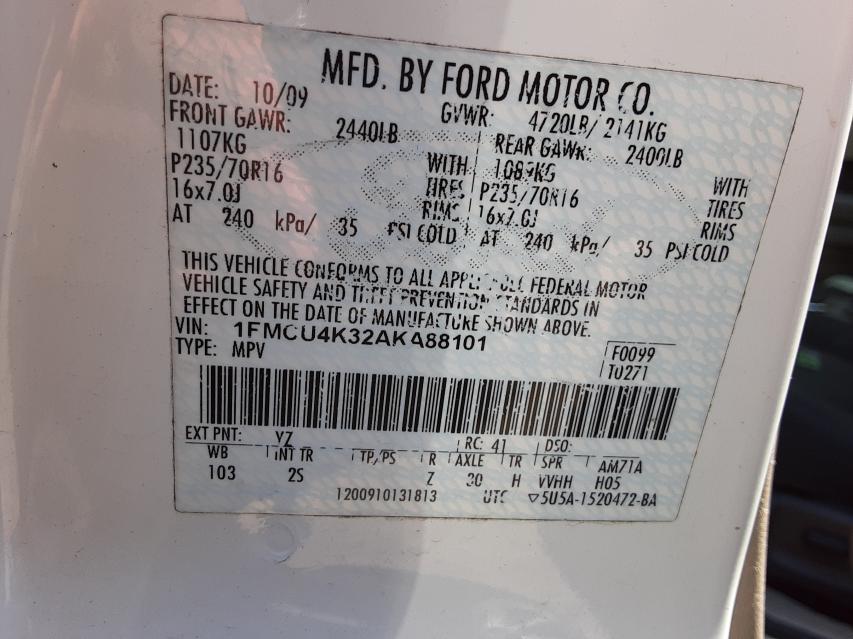 MFD. BY FORD MOTOR CO.
DATE: 10/09 GVWR: 4720LB/ 2141KG
FRONT GAWR: 2440LB REAR GAWR: 2400LB
1107KG WITH 1089KG WITH
P235/70R16 TIRES P235/70R16 TIRES
16x7.0J RIMS 16x7.0J RIMS
AT 240 kPa/ 35 PSI COLD AT 240 kPa/ 35 PSI COLD
THIS VEHICLE CONFORMS TO ALL FEDERAL MOTOR
VEHICLE SAFETY AND THEFT PREVENTION STANDARDS IN
EFFECT ON THE DATE OF MANUFACTURE SHOWN ABOVE.
VIN: 1FMCU4K32AKA88101
TYPE: MPV
F0099
T0271
EXT PNT: YZ RC: 41 DSO:
WB INT TR TP/PS R AXLE TR SPR AM71A
103 2S Z 30 H VVHH H05
1200910131813 UTC ▽5U5A-1520472-BA